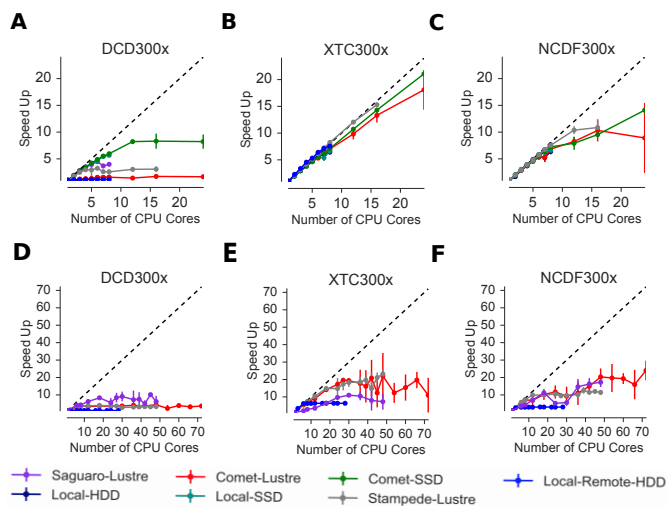 A
DCD300x
Speed Up
20
15
10
5
5 10 15 20
Number of CPU Cores
B
XTC300x
Speed Up
20
15
10
5
5 10 15 20
Number of CPU Cores
C
NCDF300x
Speed Up
20
15
10
5
5 10 15 20
Number of CPU Cores
D
DCD300x
Speed Up
70
50
40
30
20
10
10 20 30 40 50 60 70
Number of CPU Cores
E
XTC300x
Speed Up
70
50
40
30
20
10
10 20 30 40 50 60 70
Number of CPU Cores
F
NCDF300x
Speed Up
70
50
40
30
20
10
10 20 30 40 50 60 70
Number of CPU Cores
Saguaro-Lustre
Comet-Lustre
Comet-SSD
Local-Remote-HDD
Local-HDD
Local-SSD
Stampede-Lustre